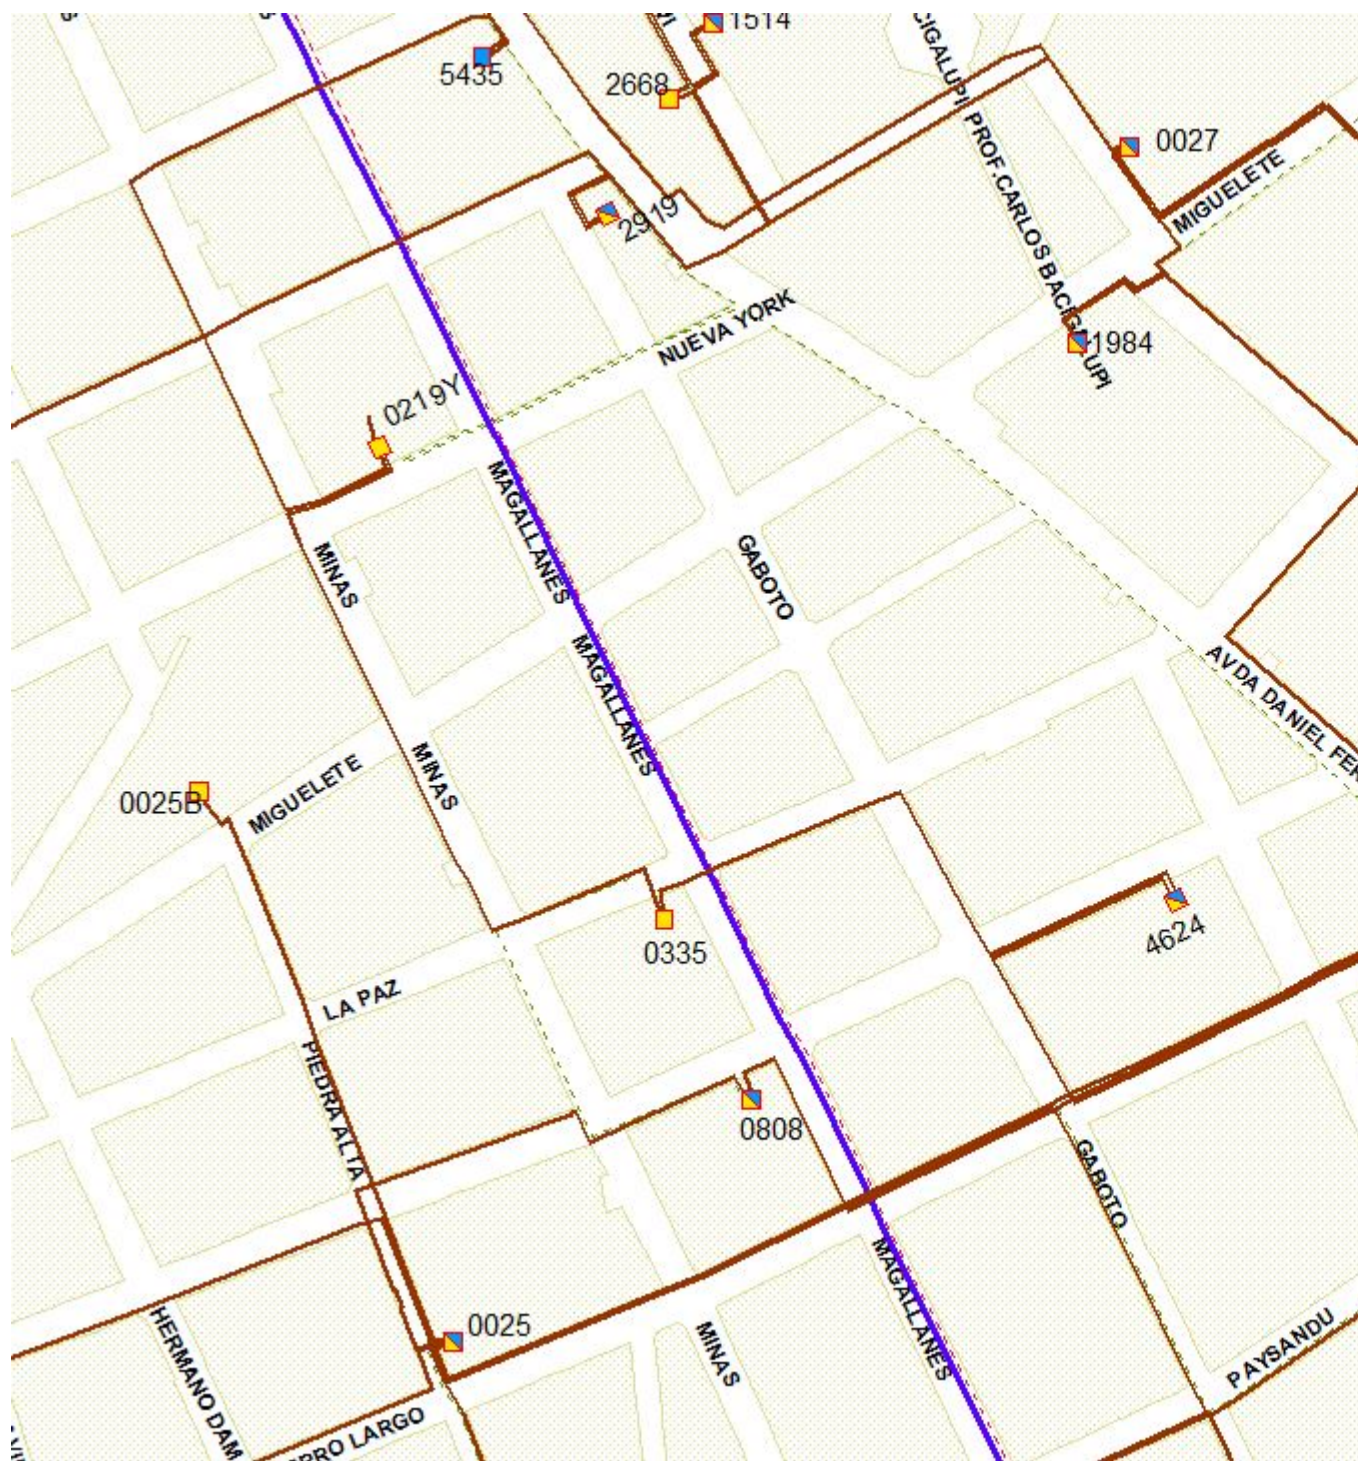 1514
5435
2668
CIGALUPI PROF.CARLOS BACIGALUPI
0027
MIGUELETE
2919
NUEVA YORK
1984
0219Y
MAGALLANES
MINAS
GABOTO
MAGALLANES
AVDA DANIEL FER
MINAS
MIGUELETE
0025B
0335
4624
LA PAZ
PIEDRA ALTA
0808
GABOTO
MAGALLANES
HERMANO DAM
0025
MINAS
PAYSANDU
RRO LARGO